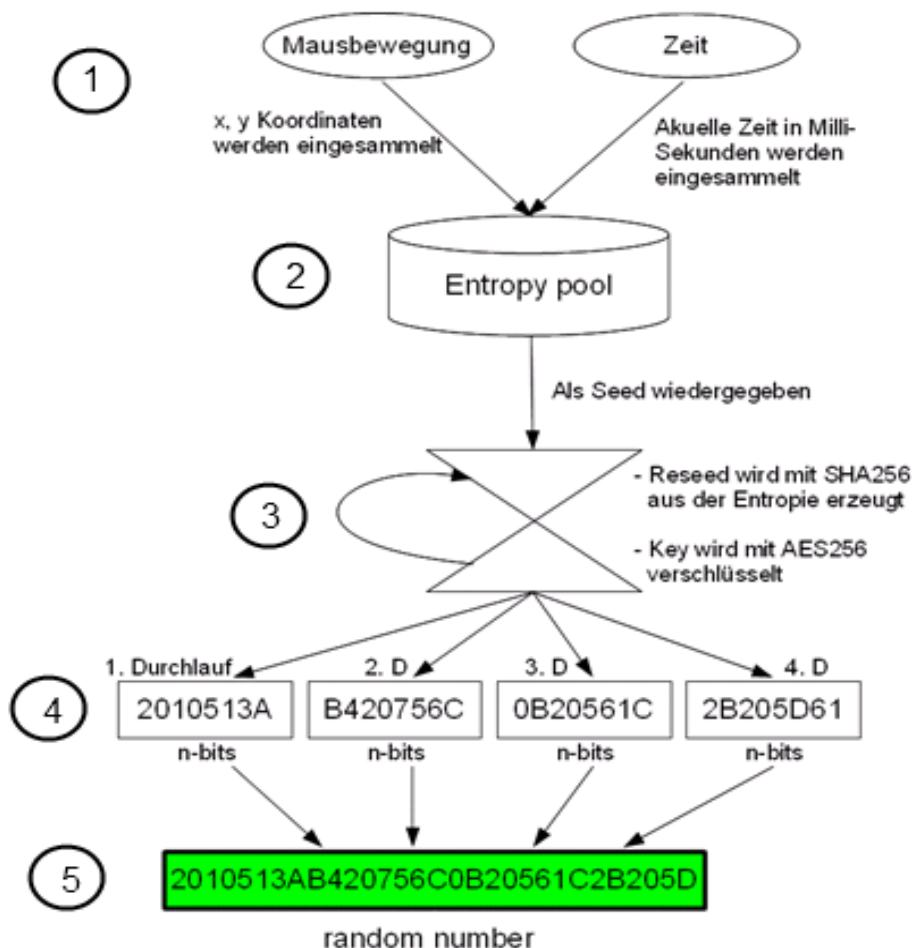 1
Mausbewegung
Zeit
x, y Koordinaten
werden eingesammelt
Akuelle Zeit in Milli-
Sekunden werden
eingesammelt
2
Entropy pool
Als Seed wiedergegeben
3
- Reseed wird mit SHA256
aus der Entropie erzeugt
- Key wird mit AES256
verschlüsselt
1. Durchlauf
2. D
3. D
4. D
4
2010513A
B420756C
0B20561C
2B205D61
n-bits
n-bits
n-bits
n-bits
5
2010513AB420756C0B20561C2B205D
random number